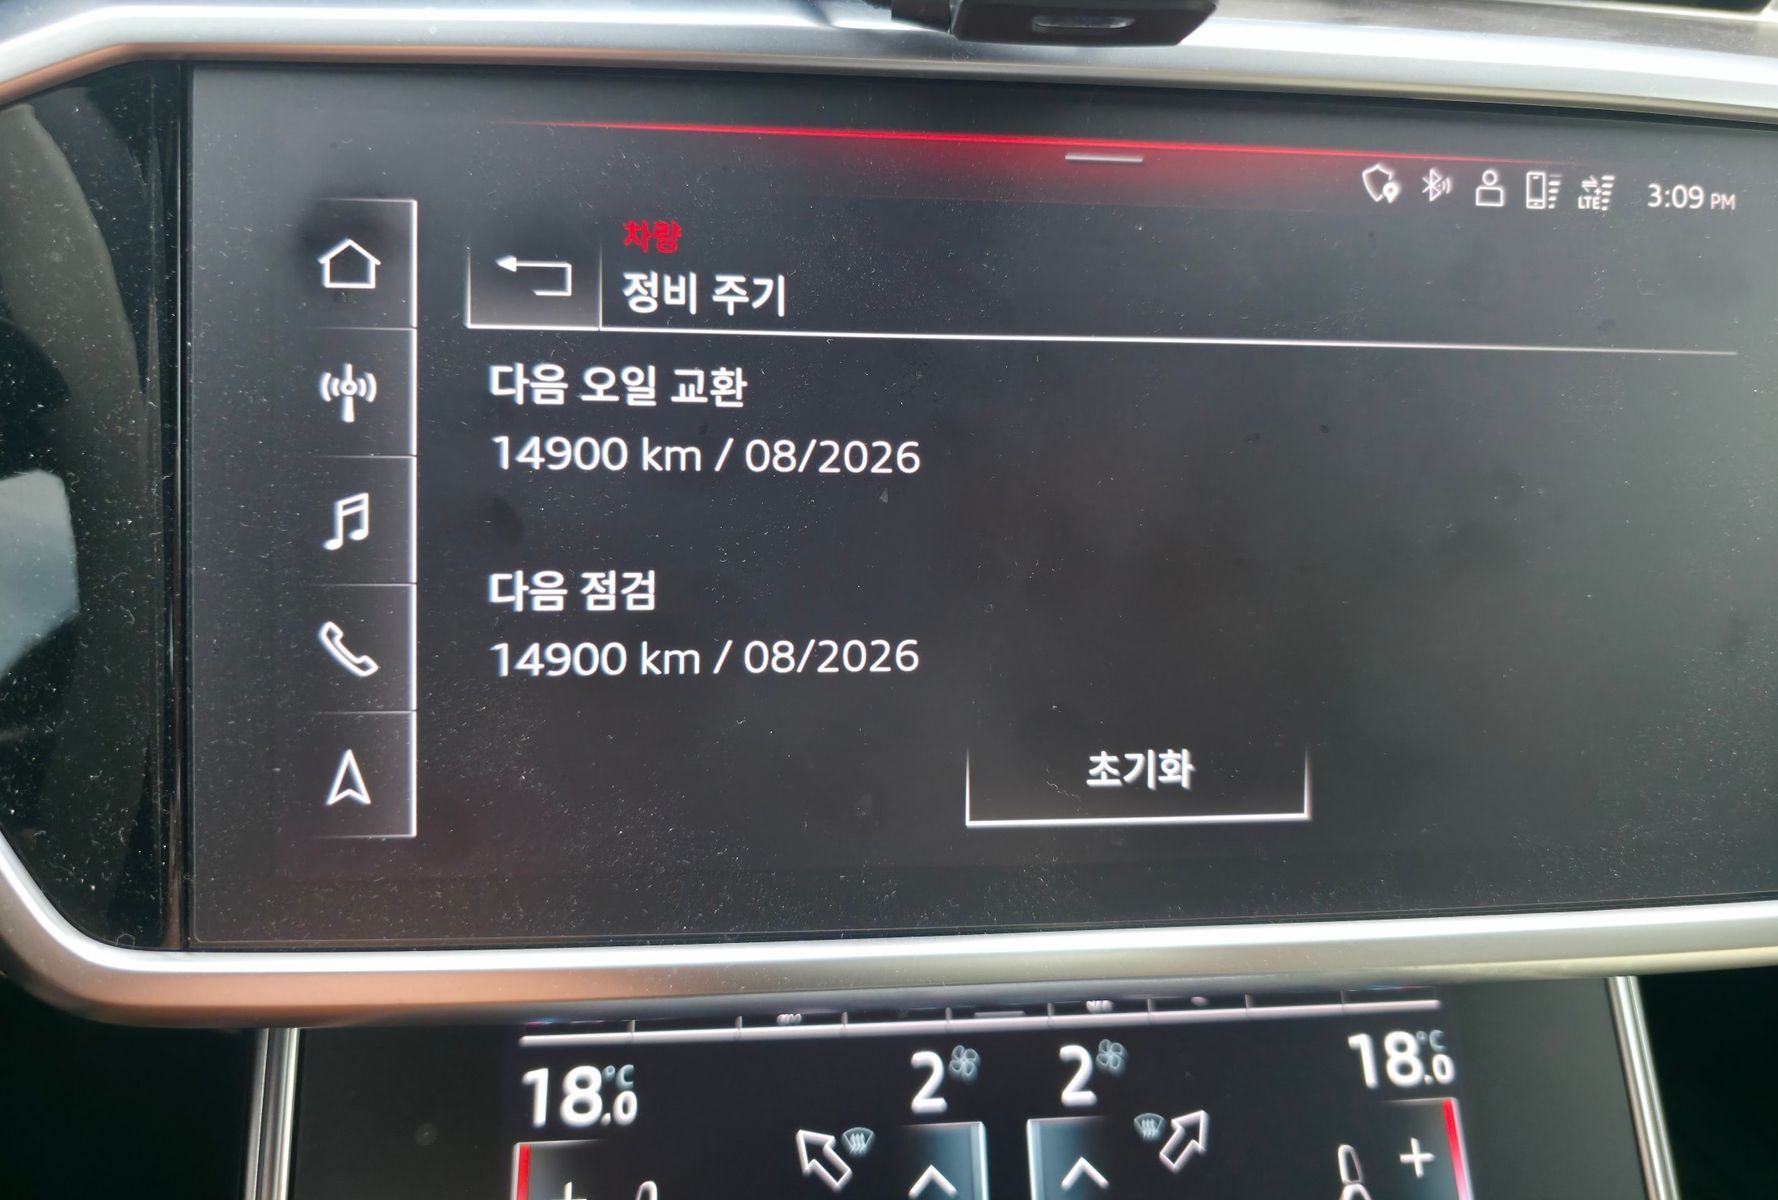 LTE 3:09 PM
차량
정비 주기
다음 오일 교환
14900 km / 08/2026
다음 점검
14900 km / 08/2026
초기화
18.0 °C 2 2 18.0 °C